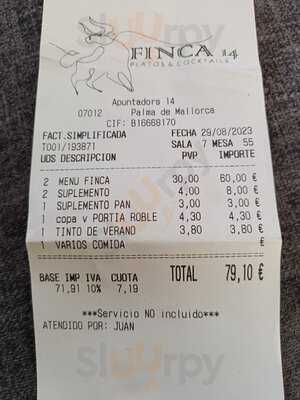 FINCA 14
PLATOS & COCKTAILS
Apuntadors 14
07012 Palma de Mallorca
CIF: B16668170
FACT.SIMPLIFICADA FECHA 29/08/2023
T001/193871 SALA 7 MESA 55
UDS DESCRIPCION PVP IMPORTE
2 MENU FINCA 30,00 60,00 €
2 SUPLEMENTO 4,00 8,00 €
1 SUPLEMENTO PAN 3,00 3,00 €
1 copa v PORTIA ROBLE 4,30 4,30 €
1 TINTO DE VERANO 3,80 3,80 €
1 VARIOS COMIDA €
BASE IMP IVA CUOTA TOTAL 79,10 €
71,91 10% 7,19
***Servicio NO incluido***
ATENDIDO POR: JUAN
Sluurpy
Sluurpy
Sluurpy